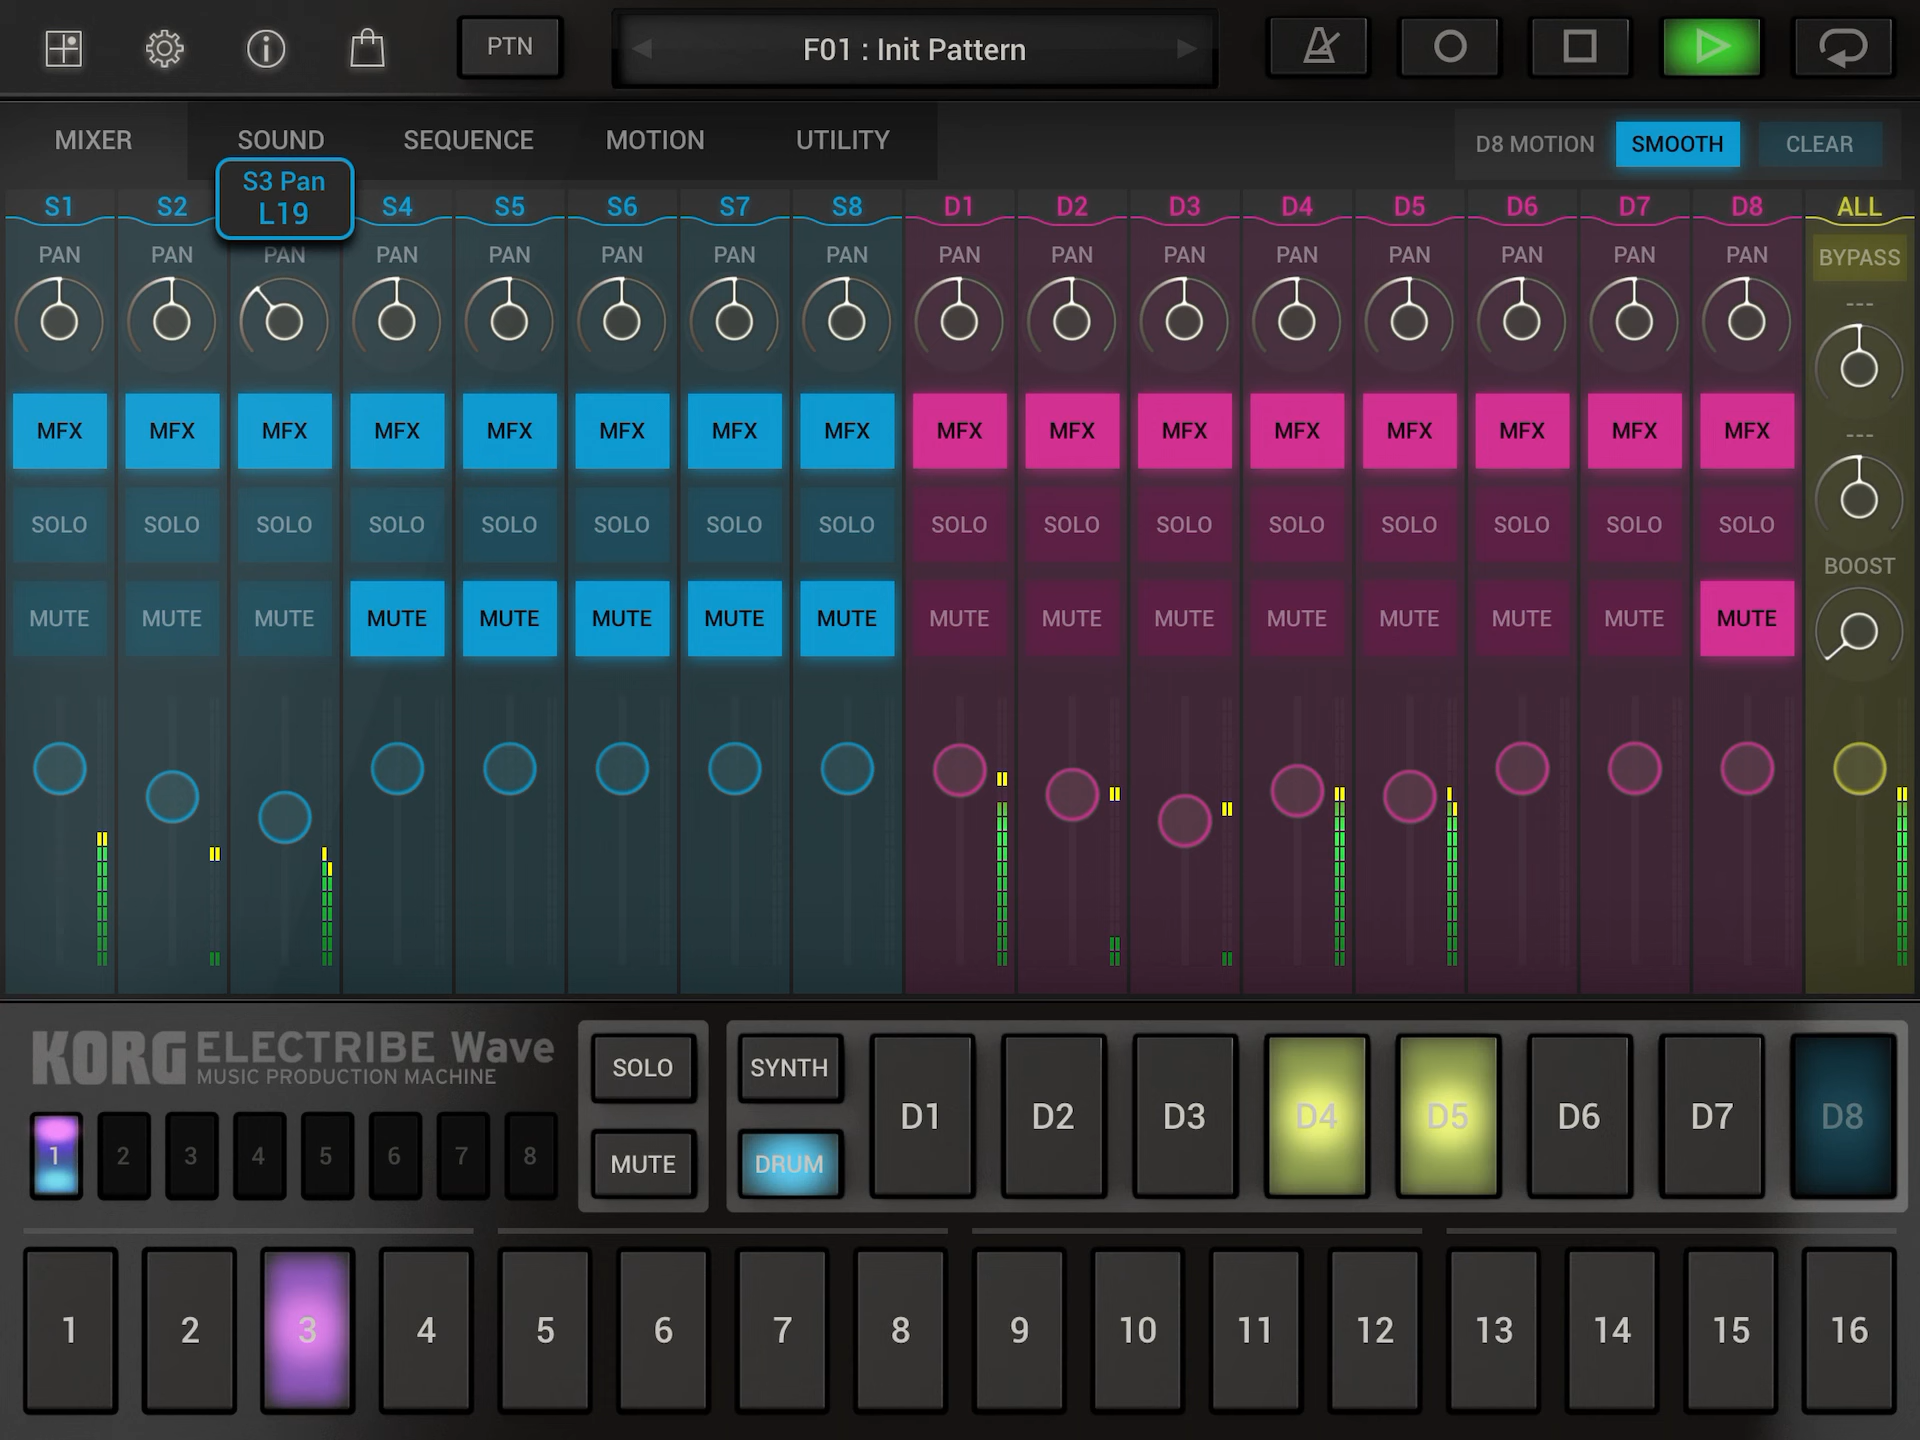 PTN
F01 : Init Pattern
MIXER SOUND SEQUENCE MOTION UTILITY D8 MOTION SMOOTH CLEAR
S3 Pan
L19
S1 S2 S4 S5 S6 S7 S8 D1 D2 D3 D4 D5 D6 D7 D8 ALL
PAN PAN PAN PAN PAN PAN PAN PAN PAN PAN PAN PAN PAN PAN PAN PAN BYPASS
---
MFX MFX MFX MFX MFX MFX MFX MFX MFX MFX MFX MFX MFX MFX MFX MFX
---
SOLO SOLO SOLO SOLO SOLO SOLO SOLO SOLO SOLO SOLO SOLO SOLO SOLO SOLO SOLO SOLO
BOOST
MUTE MUTE MUTE MUTE MUTE MUTE MUTE MUTE MUTE MUTE MUTE MUTE MUTE MUTE MUTE MUTE
KORG ELECTRIBE Wave
MUSIC PRODUCTION MACHINE
SOLO SYNTH
D1 D2 D3 D4 D5 D6 D7 D8
1 2 3 4 5 6 7 8
MUTE DRUM
1 2 3 4 5 6 7 8 9 10 11 12 13 14 15 16